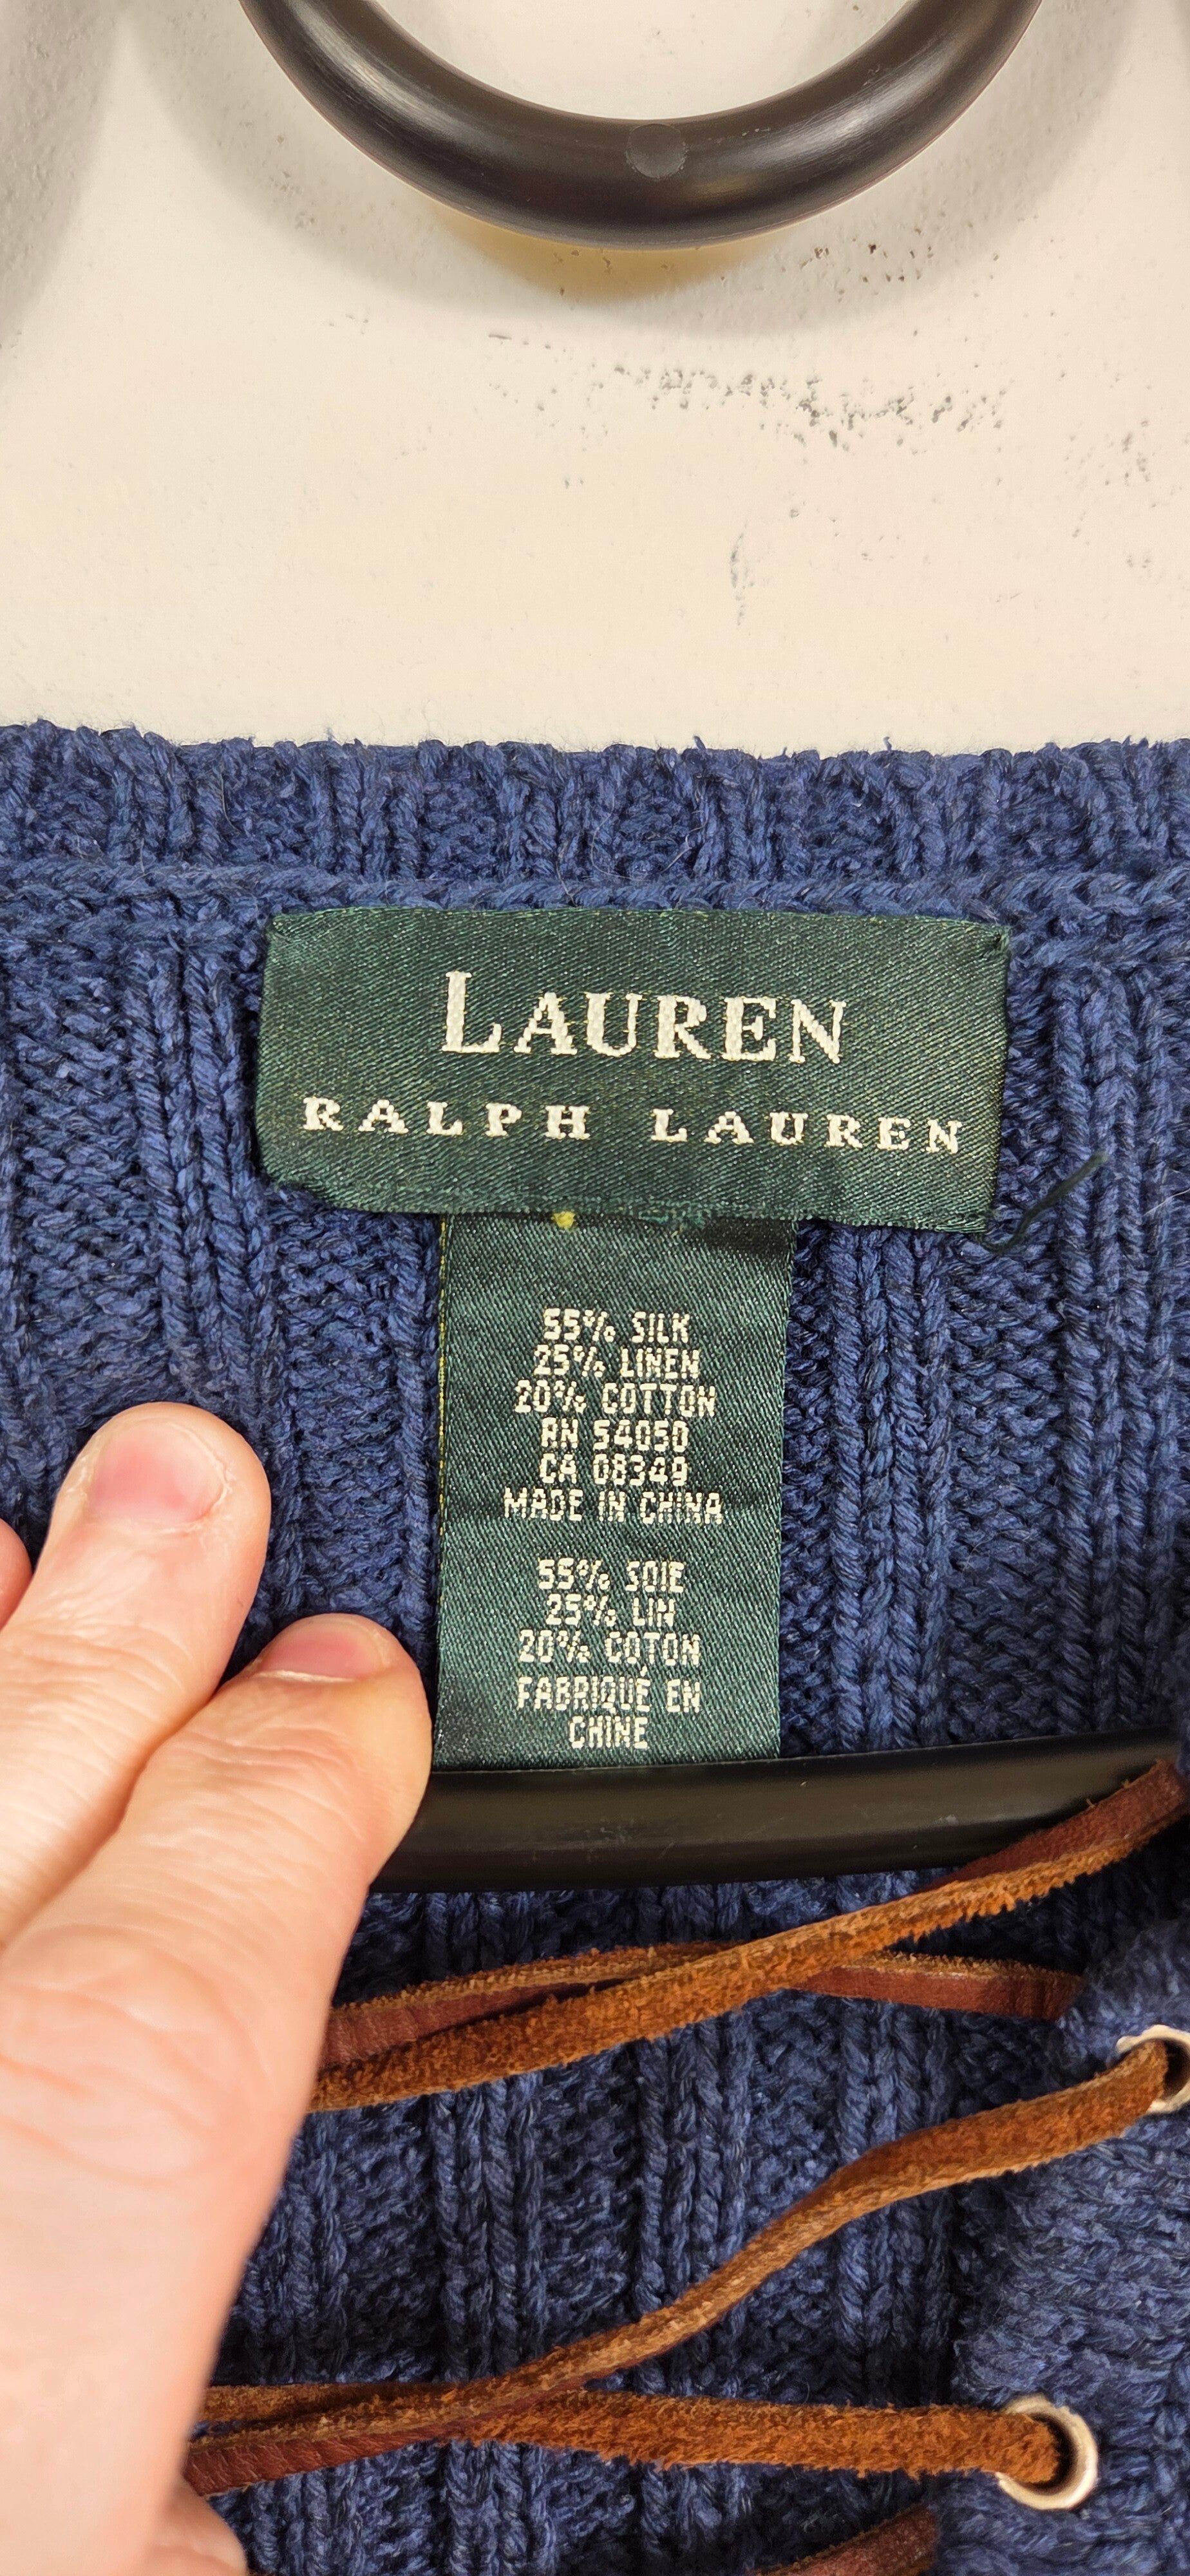 LAUREN
RALPH LAUREN
55% SILK
25% LINEN
20% COTTON
RN 54050
CA 08349
MADE IN CHINA
55% SOIE
25% LIN
20% COTON
FABRIQUÉ EN
CHINE